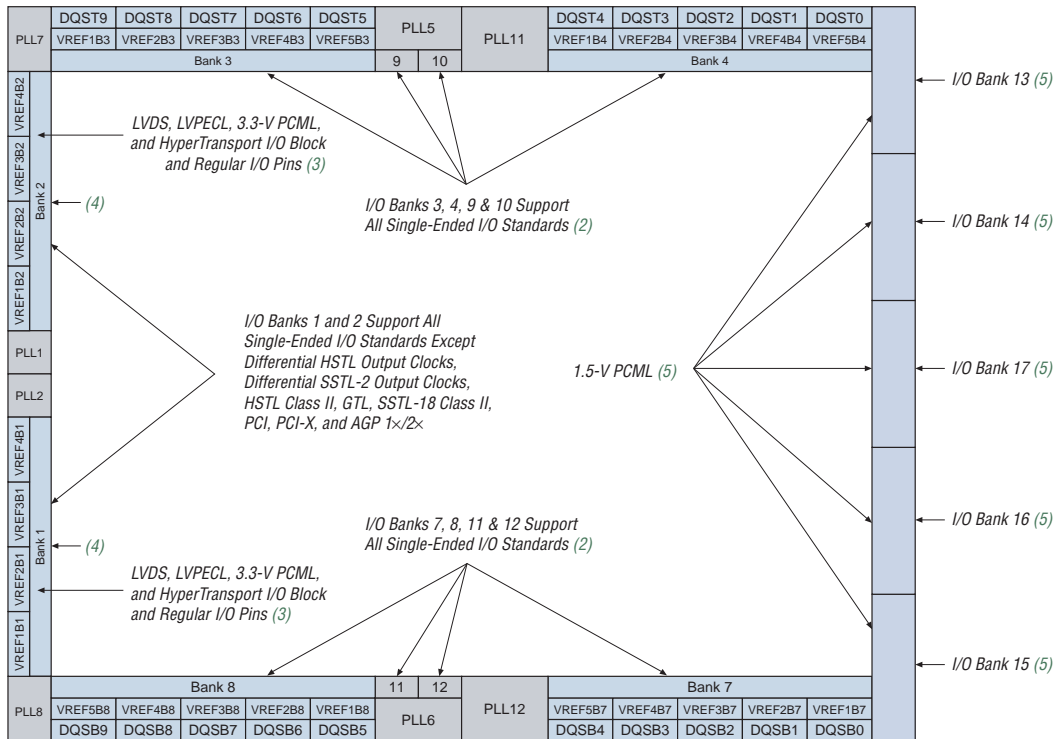 PLL7
DQST9 DQST8 DQST7 DQST6 DQST5
VREF1B3 VREF2B3 VREF3B3 VREF4B3 VREF5B3
Bank 3
PLL5
9 10
PLL11
DQST4 DQST3 DQST2 DQST1 DQST0
VREF1B4 VREF2B4 VREF3B4 VREF4B4 VREF5B4
Bank 4
VREF4B2
VREF3B2
VREF2B2
VREF1B2
Bank 2
LVDS, LVPECL, 3.3-V PCML,
and HyperTransport I/O Block
and Regular I/O Pins (3)
(4)
I/O Banks 3, 4, 9 & 10 Support
All Single-Ended I/O Standards (2)
I/O Bank 13 (5)
I/O Bank 14 (5)
PLL1
PLL2
I/O Banks 1 and 2 Support All
Single-Ended I/O Standards Except
Differential HSTL Output Clocks,
Differential SSTL-2 Output Clocks,
HSTL Class II, GTL, SSTL-18 Class II,
PCI, PCI-X, and AGP 1×/2×
1.5-V PCML (5)
I/O Bank 17 (5)
VREF4B1
VREF3B1
VREF2B1
VREF1B1
Bank 1
(4)
LVDS, LVPECL, 3.3-V PCML,
and HyperTransport I/O Block
and Regular I/O Pins (3)
I/O Banks 7, 8, 11 & 12 Support
All Single-Ended I/O Standards (2)
I/O Bank 16 (5)
I/O Bank 15 (5)
PLL8
Bank 8
VREF5B8 VREF4B8 VREF3B8 VREF2B8 VREF1B8
DQSB9 DQSB8 DQSB7 DQSB6 DQSB5
11 12
PLL6
PLL12
Bank 7
VREF5B7 VREF4B7 VREF3B7 VREF2B7 VREF1B7
DQSB4 DQSB3 DQSB2 DQSB1 DQSB0